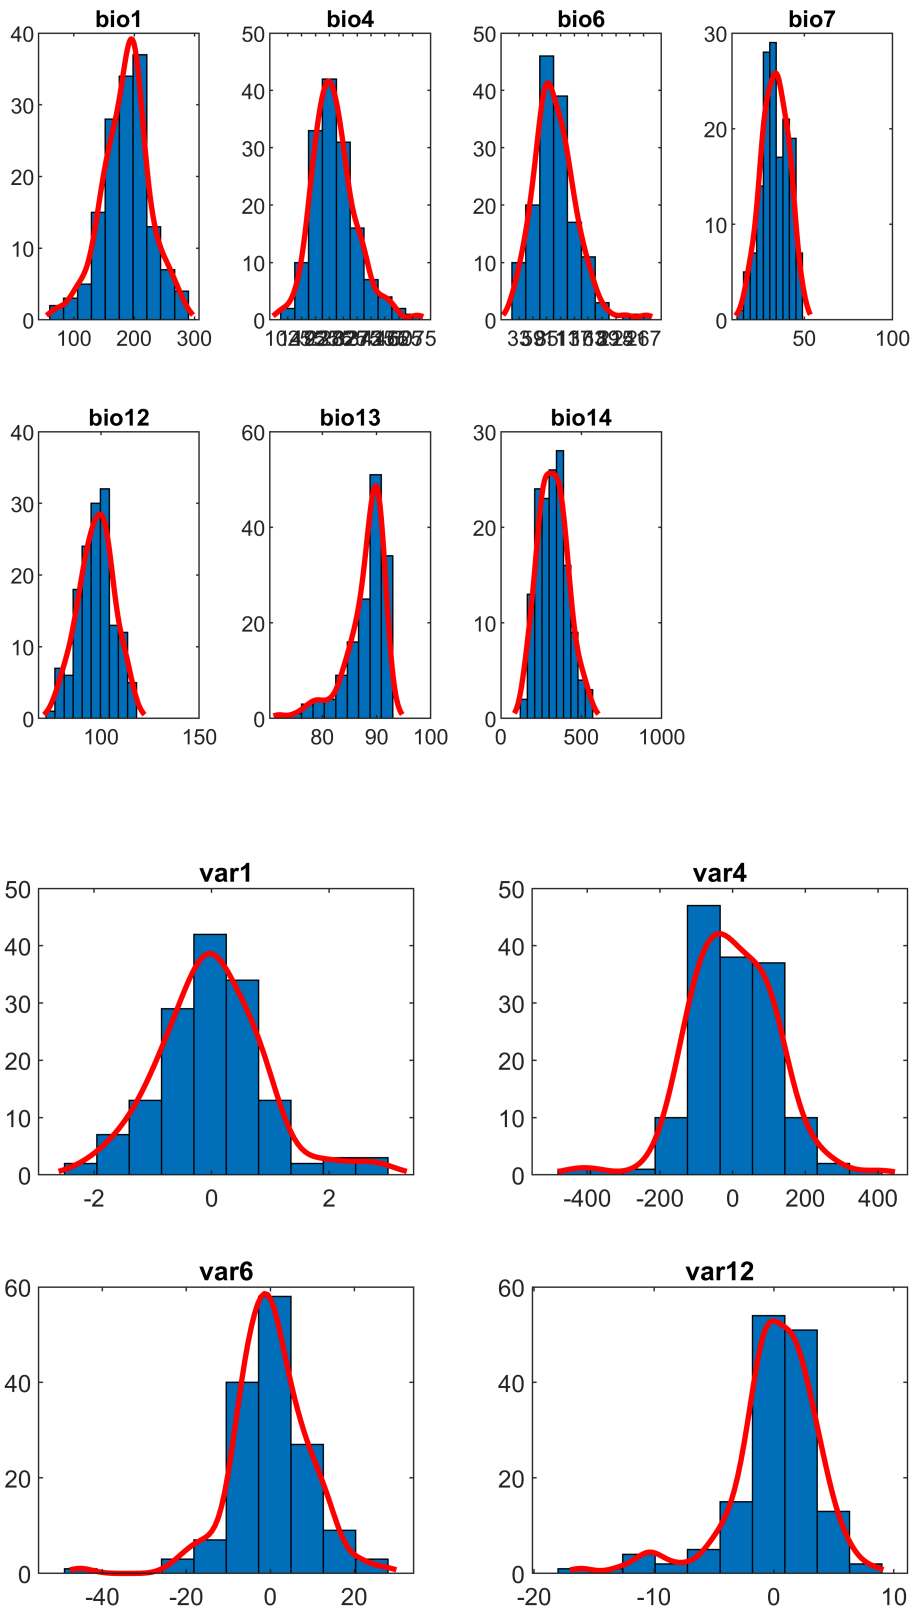 bio1 bio4 bio6 bio7
40 50 50 30
30 40 40 20
20 30 30 10
10 20 20 0
0 10 10
0 0
100 200 300 50 100
bio12 bio13 bio14
40 60 30
30 40 20
20 20 10
10 0 0
0
100 150 80 90 100 0 500 1000
var1 var4
50 50
40 40
30 30
20 20
10 10
0 0
-2 0 2 -400 -200 0 200 400
var6 var12
60 60
40 40
20 20
0 0
-40 -20 0 20 -20 -10 0 10